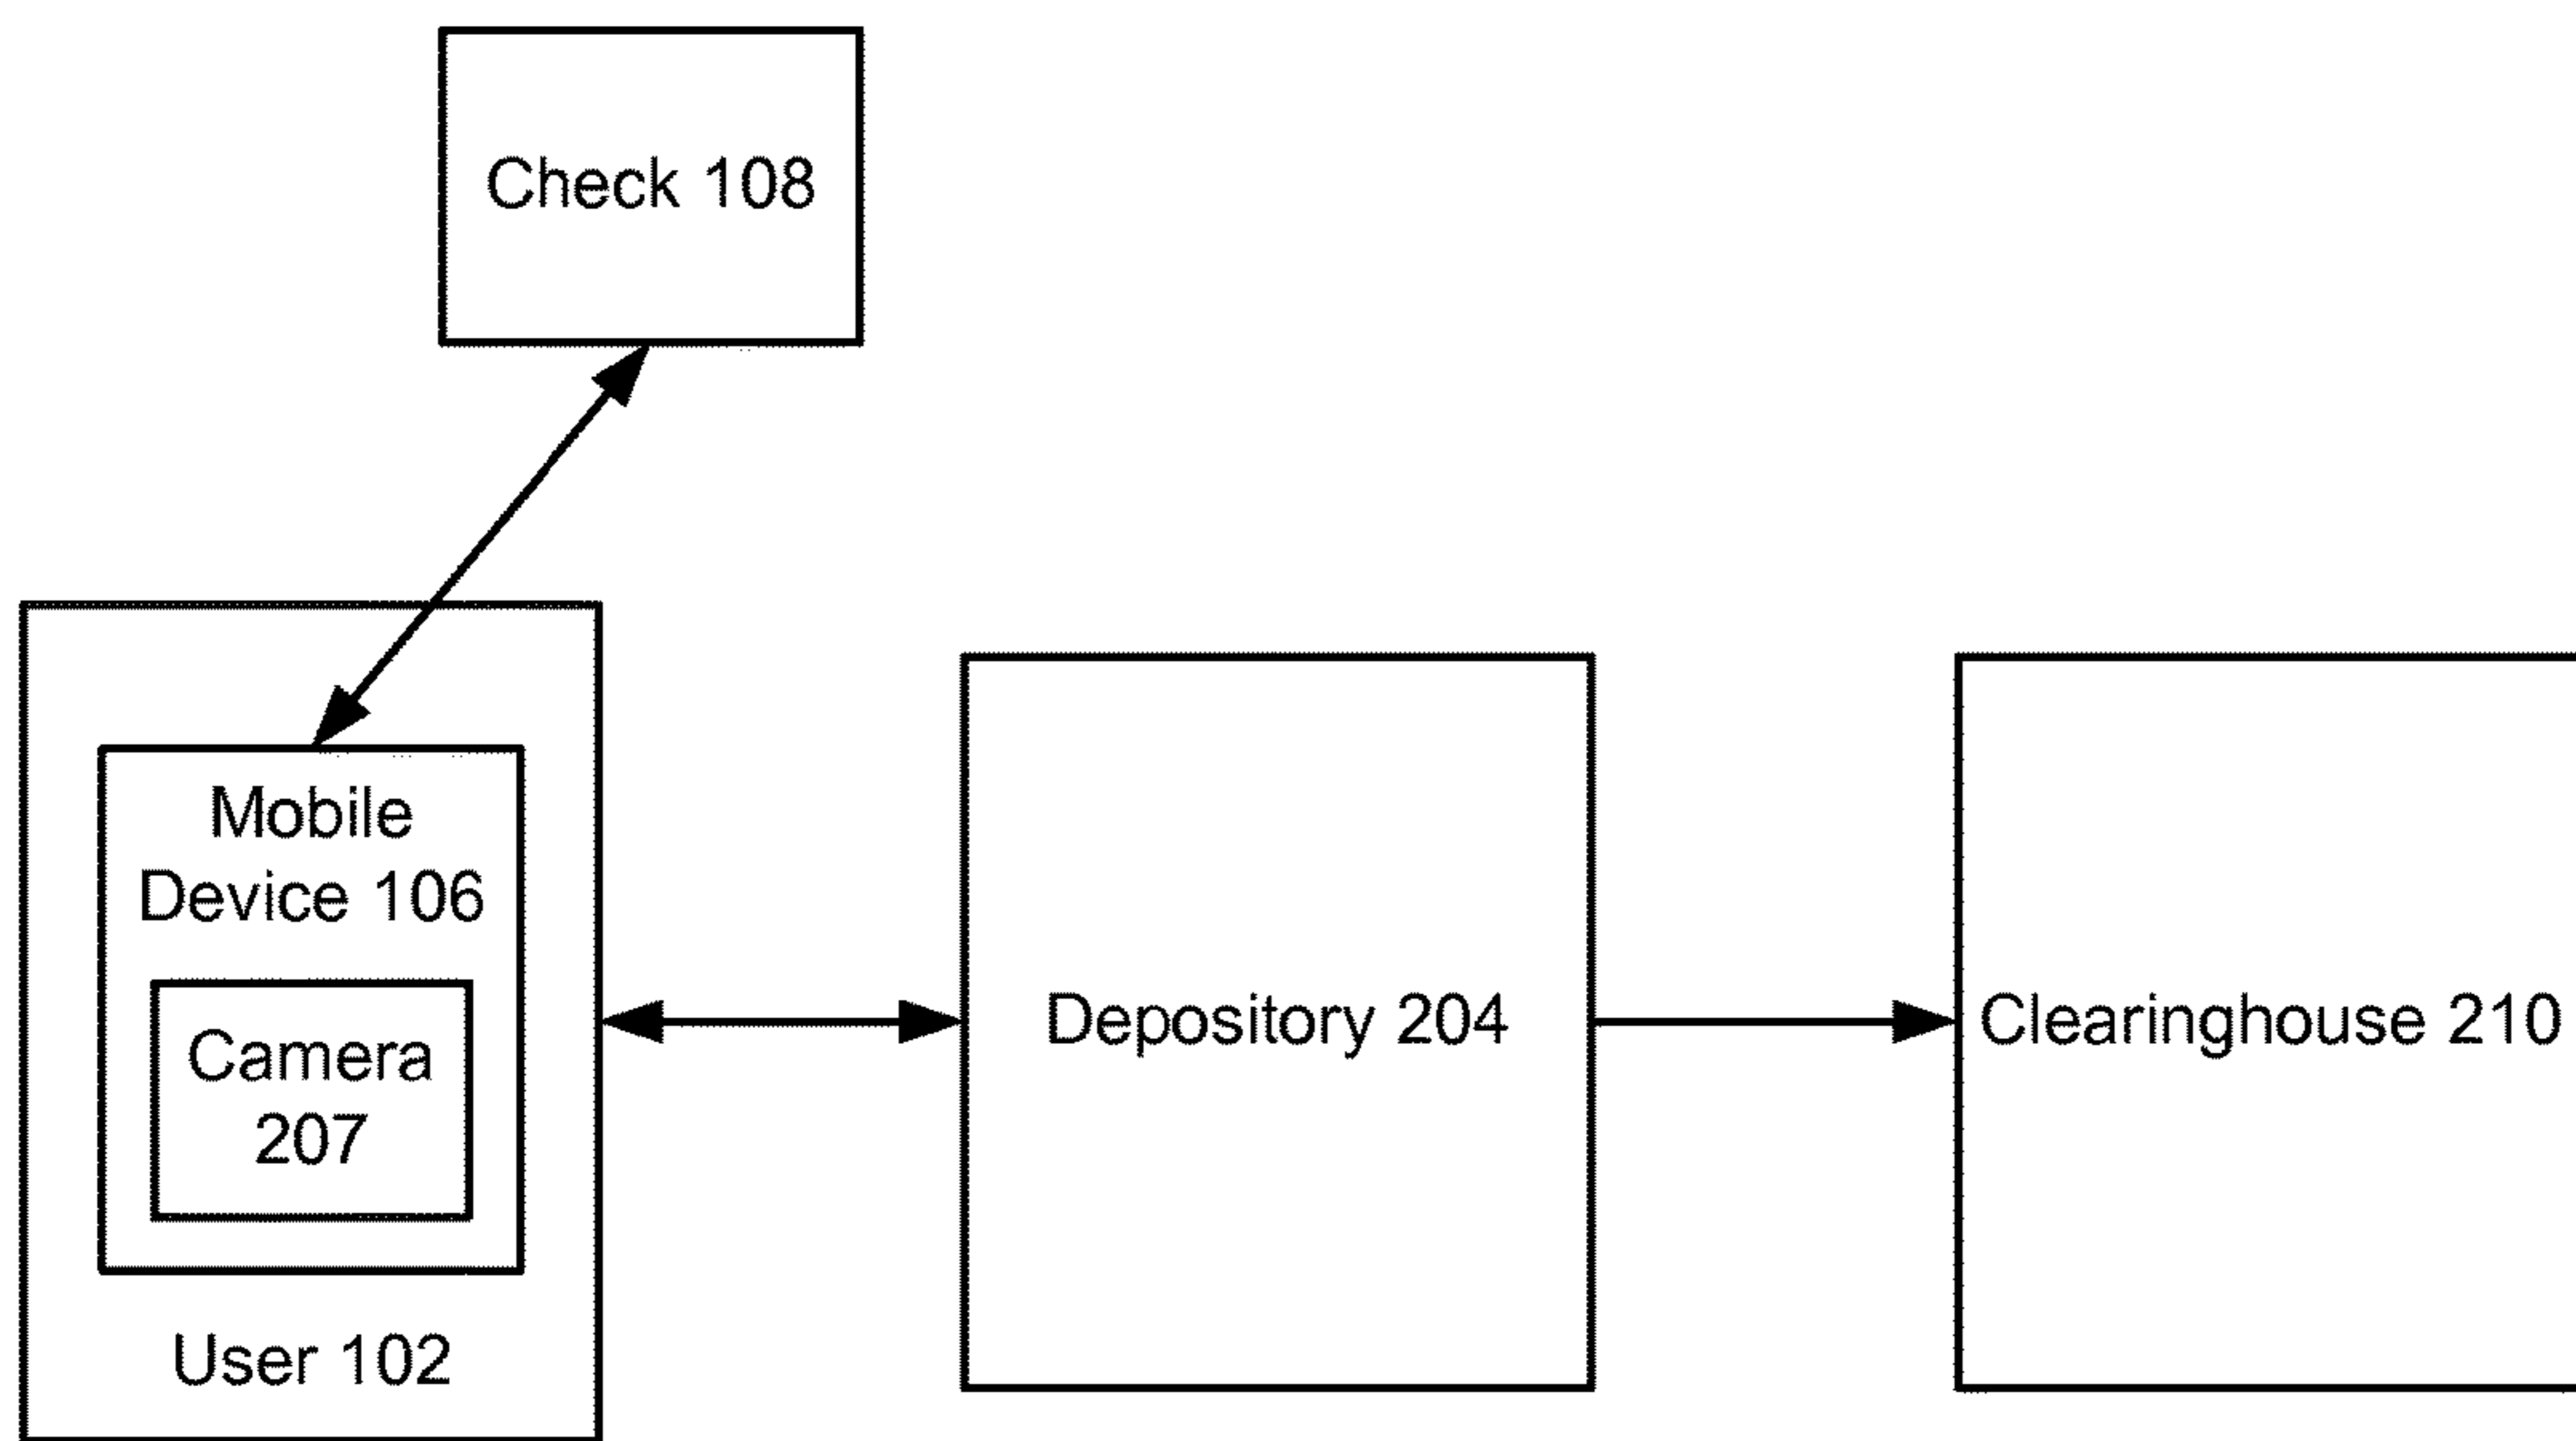 Check 108
Mobile
Device 106
Camera
207
User 102
Depository 204
Clearinghouse 210